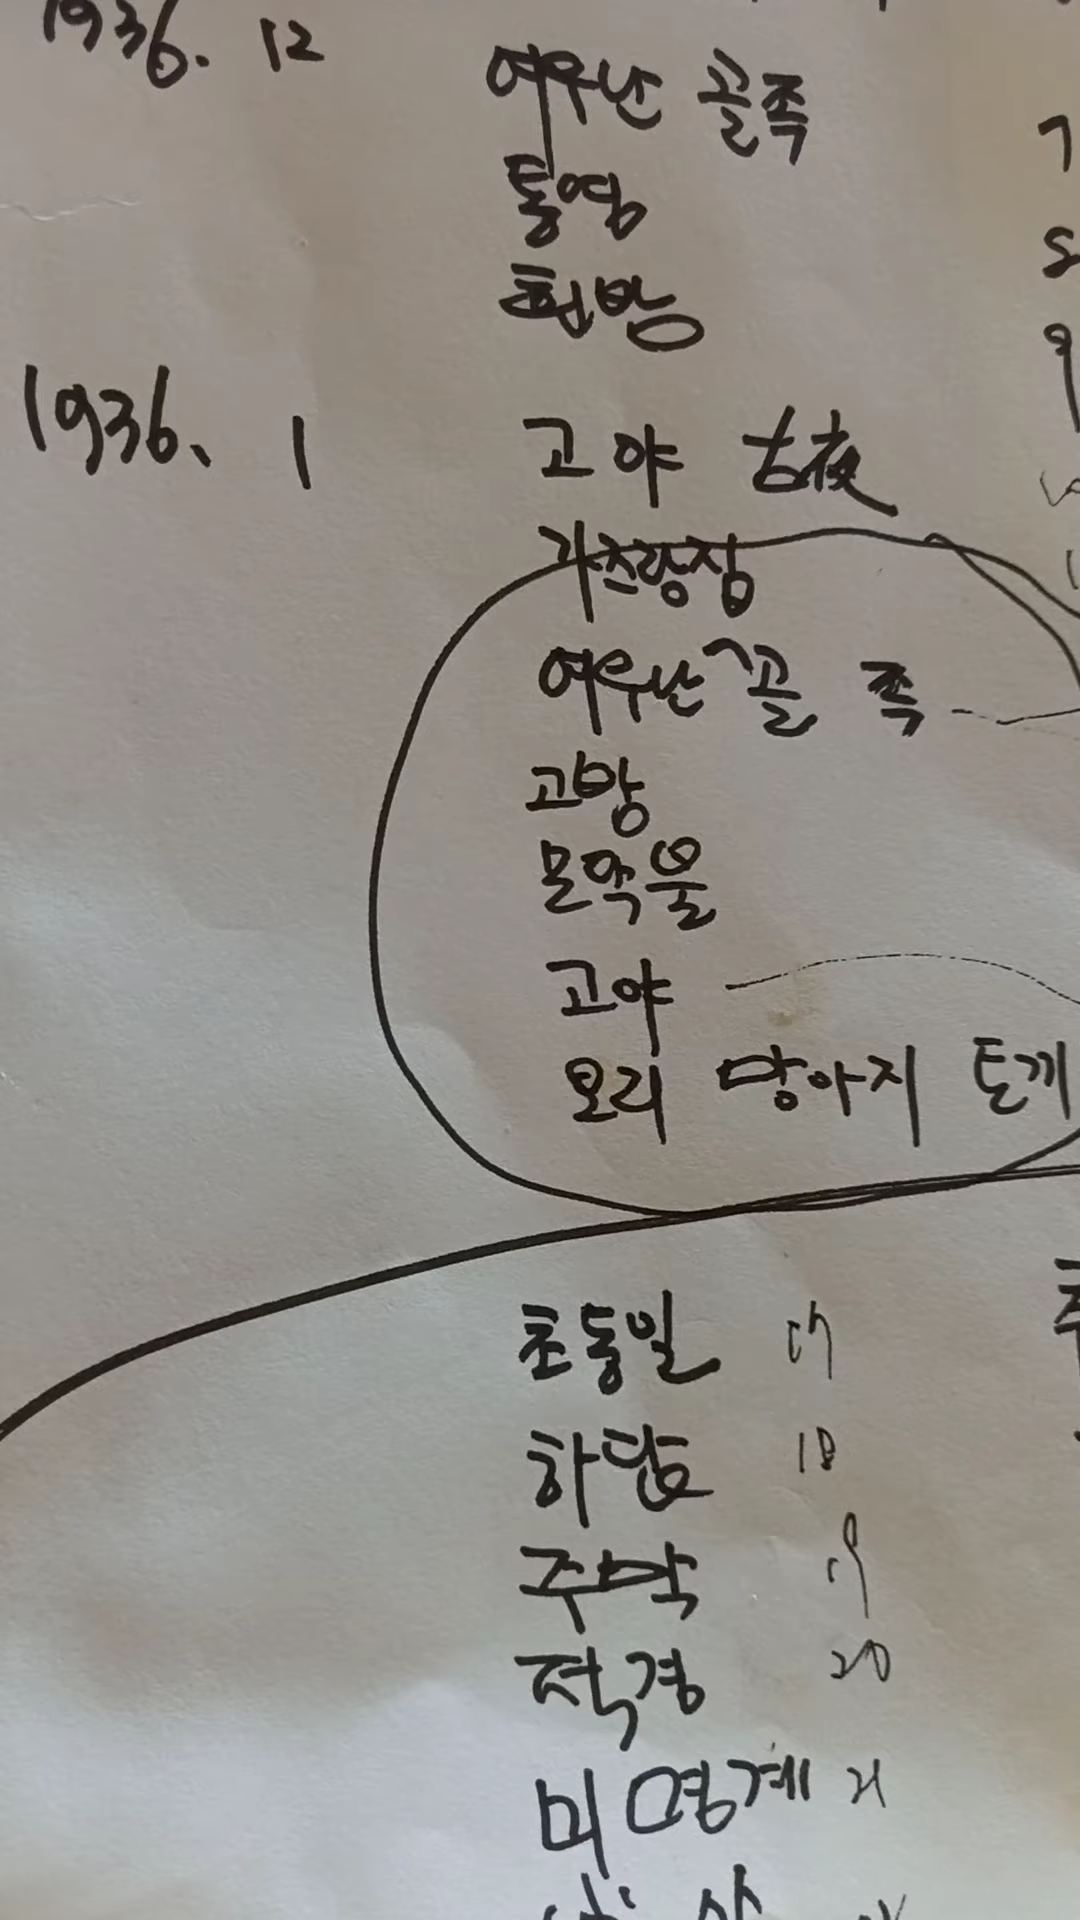 1936. 12
여우난 골족
통영
흰밤
1936. 1
고야 古夜
가즈랑집
여우난 골 족
고방
모닥불
고야
오리 망아지 토끼
초동일
하답 18
주막 19
적경 20
미명계 21